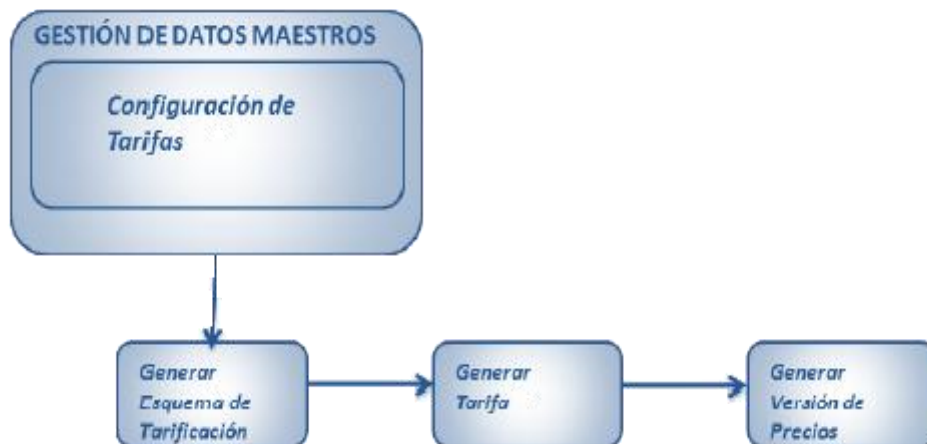 GESTIÓN DE DATOS MAESTROS
Configuración de
Tarifas
Generar
Esquema de
Tarificación
Generar
Tarifa
Generar
Versión de
Precios